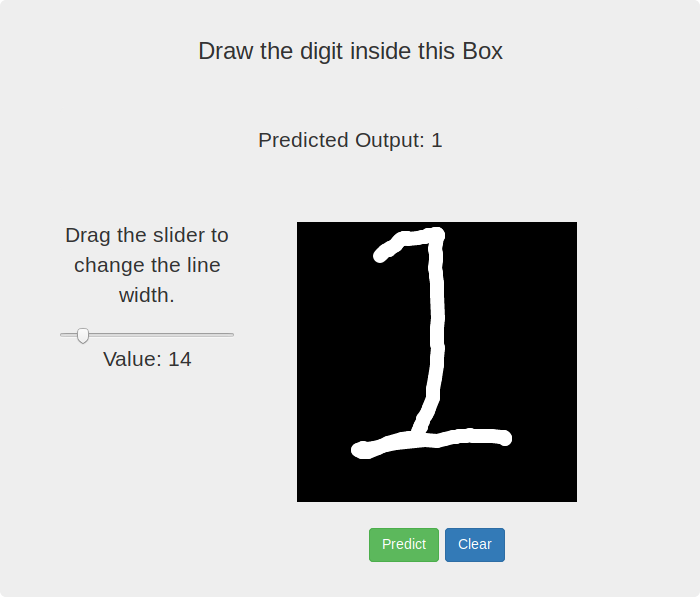 Draw the digit inside this Box
Predicted Output: 1
Drag the slider to
change the line
width.
Value: 14
1
Predict
Clear